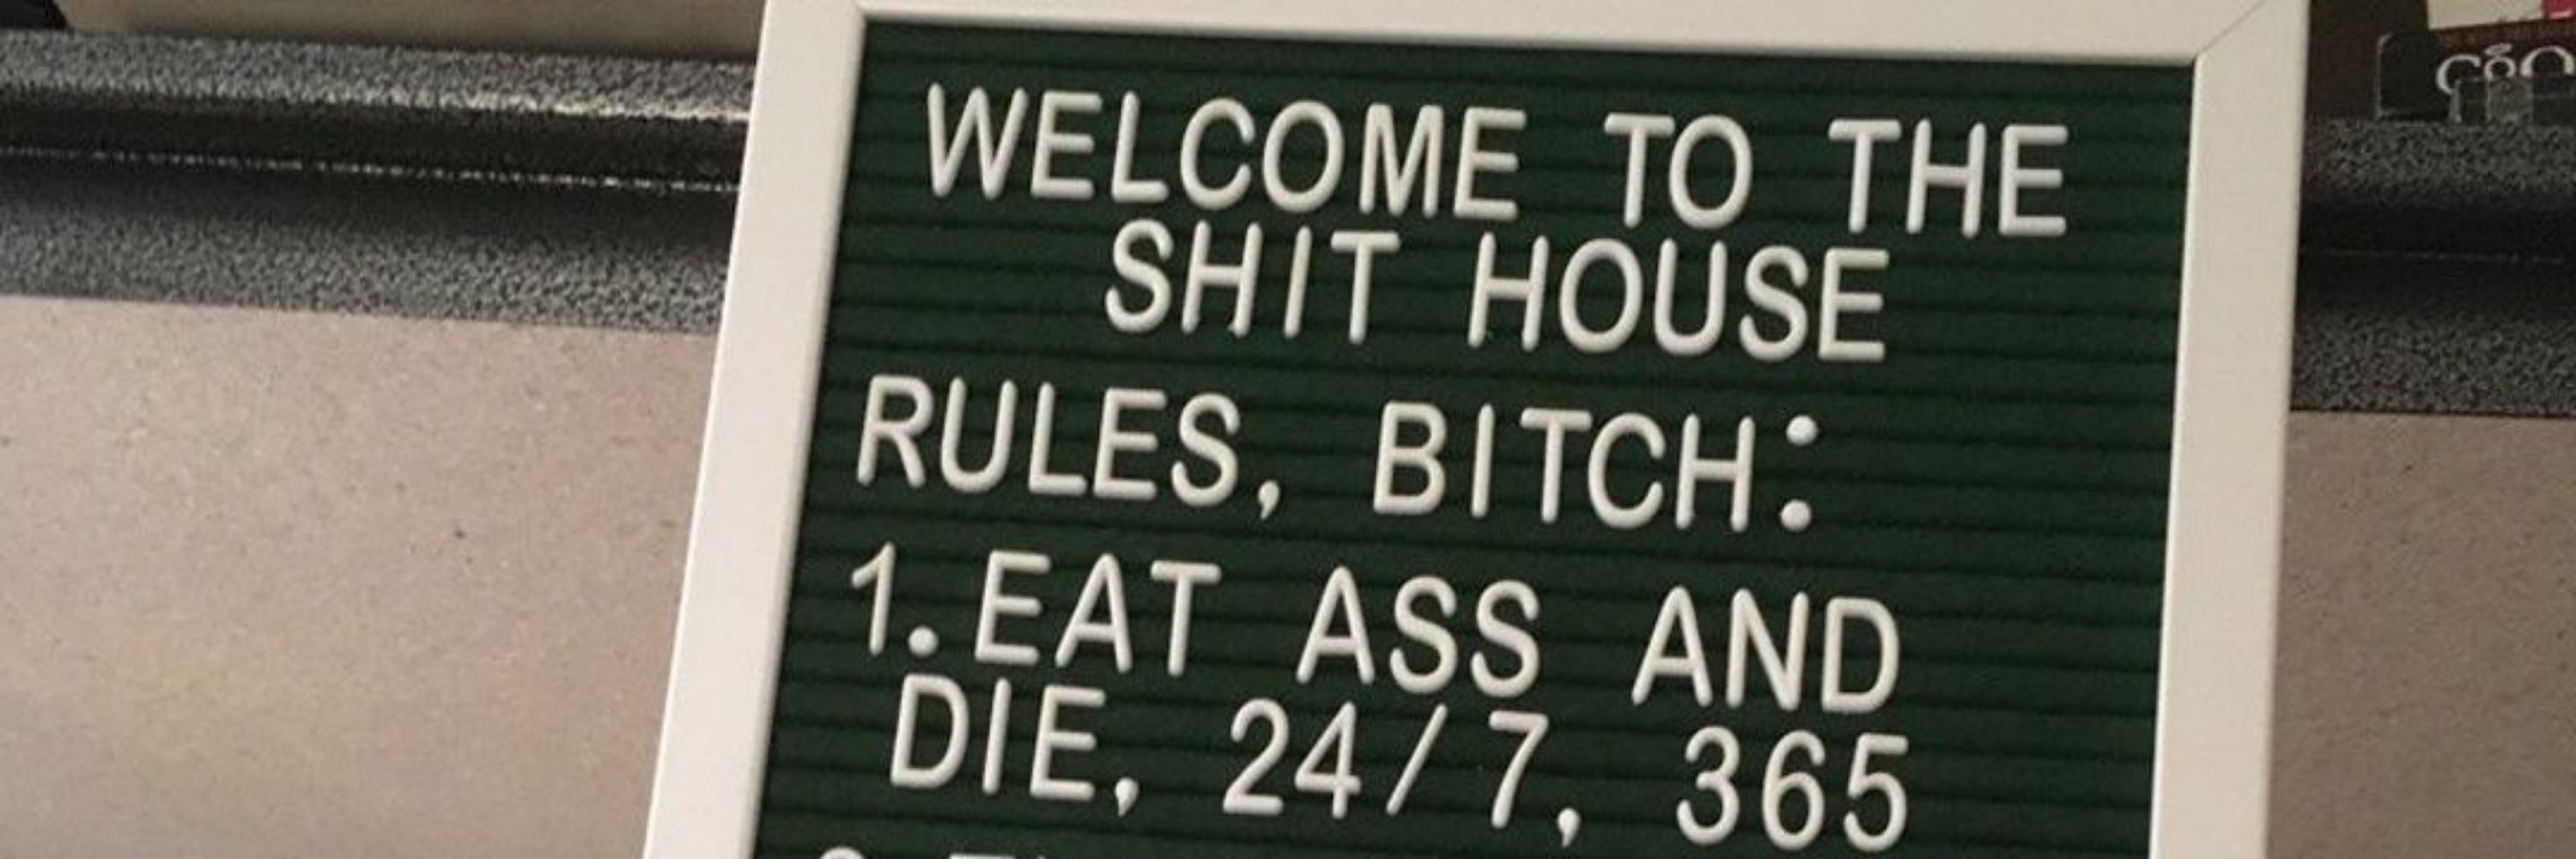 WELCOME TO THE
SHIT HOUSE
RULES, BITCH:
1.EAT ASS AND
DIE, 24/7, 365